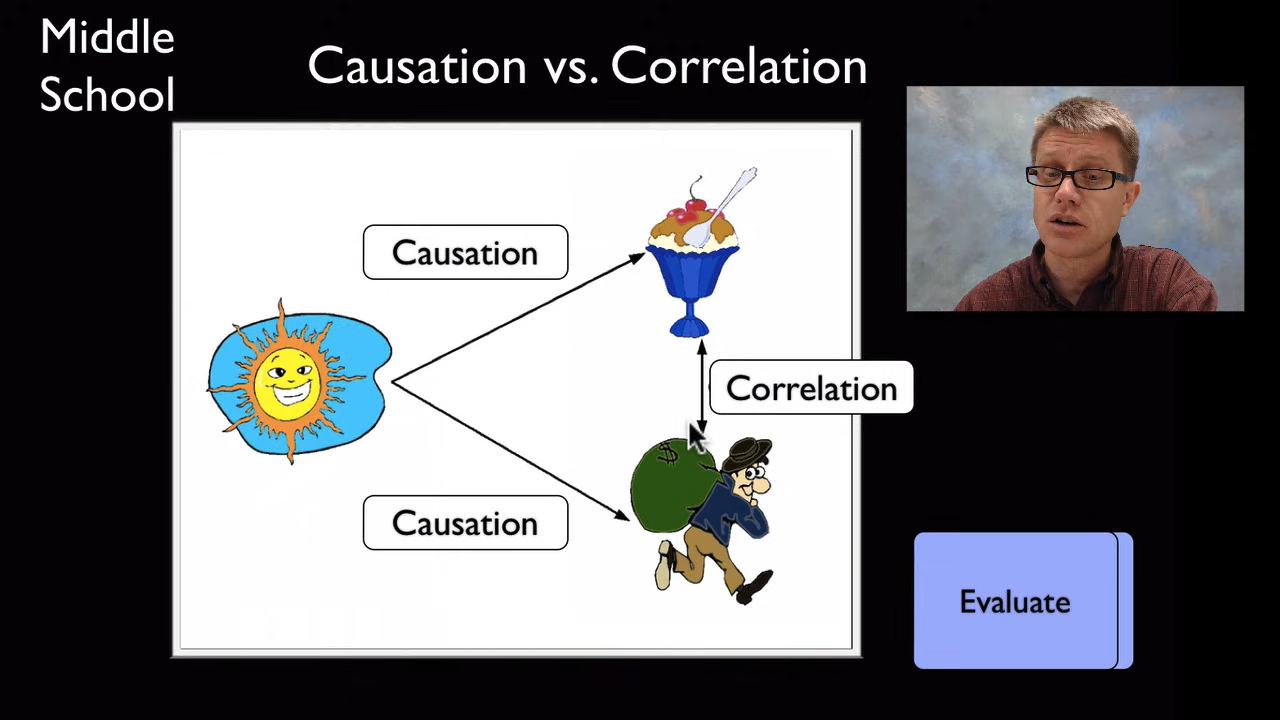 Middle
School
Causation vs. Correlation
Causation
Correlation
$
Causation
Evaluate